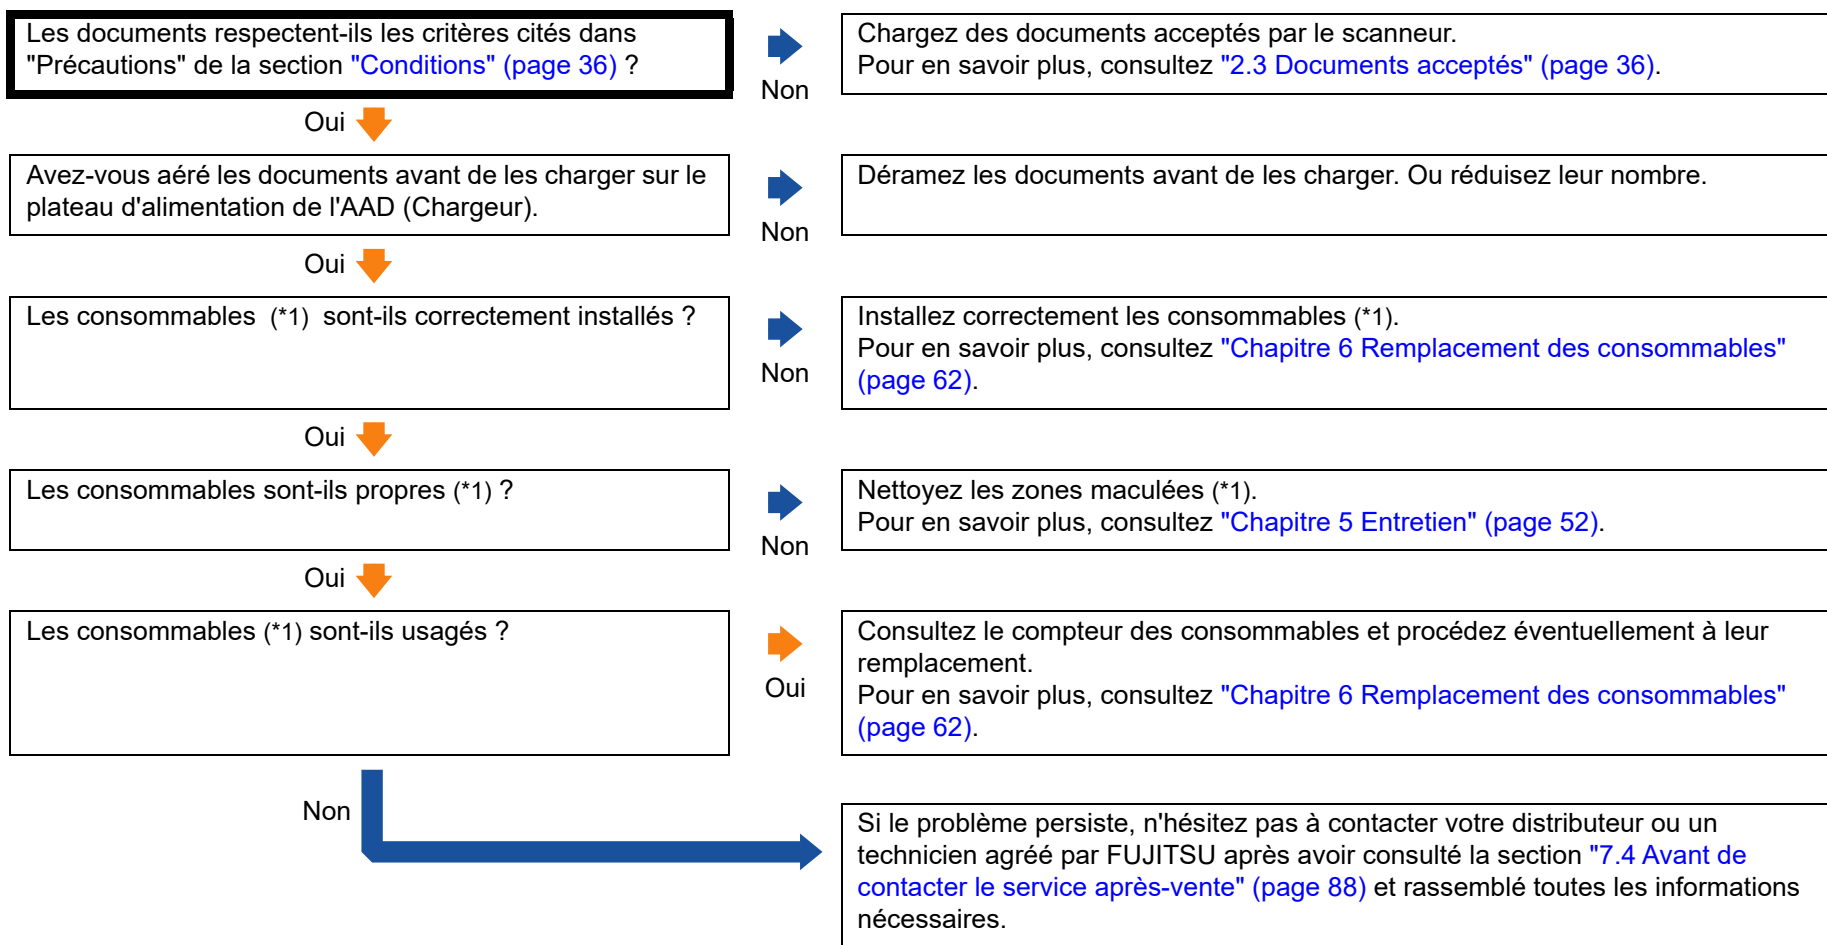 Les documents respectent-ils les critères cités dans
"Précautions" de la section "Conditions" (page 36) ?
Non
Chargez des documents acceptés par le scanneur.
Pour en savoir plus, consultez "2.3 Documents acceptés" (page 36).
Oui
Avez-vous aéré les documents avant de les charger sur le
plateau d'alimentation de l'AAD (Chargeur).
Non
Déramez les documents avant de les charger. Ou réduisez leur nombre.
Oui
Les consommables (*1) sont-ils correctement installés ?
Non
Installez correctement les consommables (*1).
Pour en savoir plus, consultez "Chapitre 6 Remplacement des consommables"
(page 62).
Oui
Les consommables sont-ils propres (*1) ?
Non
Nettoyez les zones maculées (*1).
Pour en savoir plus, consultez "Chapitre 5 Entretien" (page 52).
Oui
Les consommables (*1) sont-ils usagés ?
Oui
Consultez le compteur des consommables et procédez éventuellement à leur
remplacement.
Pour en savoir plus, consultez "Chapitre 6 Remplacement des consommables"
(page 62).
Non
Si le problème persiste, n'hésitez pas à contacter votre distributeur ou un
technicien agréé par FUJITSU après avoir consulté la section "7.4 Avant de
contacter le service après-vente" (page 88) et rassemblé toutes les informations
nécessaires.